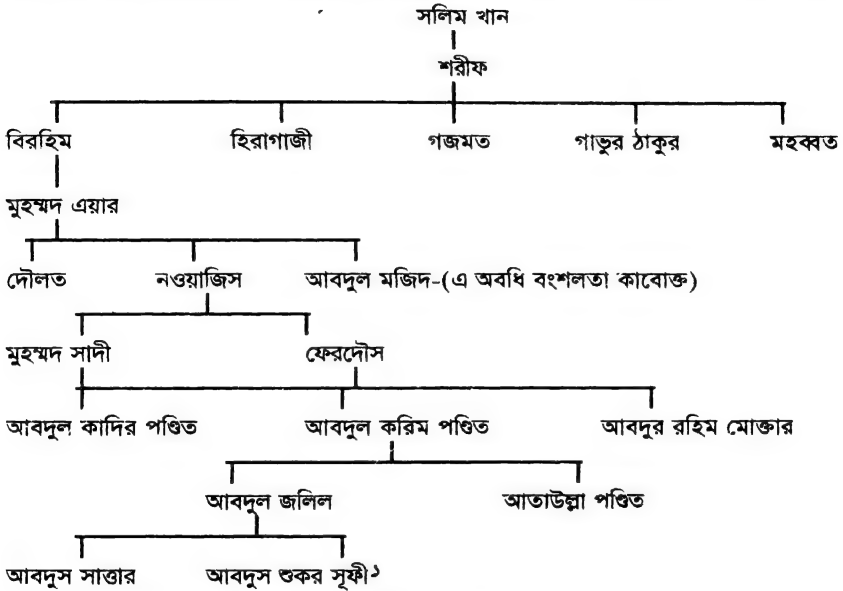 সলিম খান
শরীফ
বিরহিম হিরাগাজী গজমত গাভুর ঠাকুর মহব্বত
মুহম্মদ এয়ার
দৌলত নওয়াজিস আবদুল মজিদ-(এ অবধি বংশলতা কাবোক্ত)
মুহম্মদ সাদী ফেরদৌস
আবদুল কাদির পণ্ডিত আবদুল করিম পণ্ডিত আবদুর রহিম মোক্তার
আবদুল জলিল আতাউল্লা পণ্ডিত
আবদুস সাত্তার আবদুস শুকর সূফী১